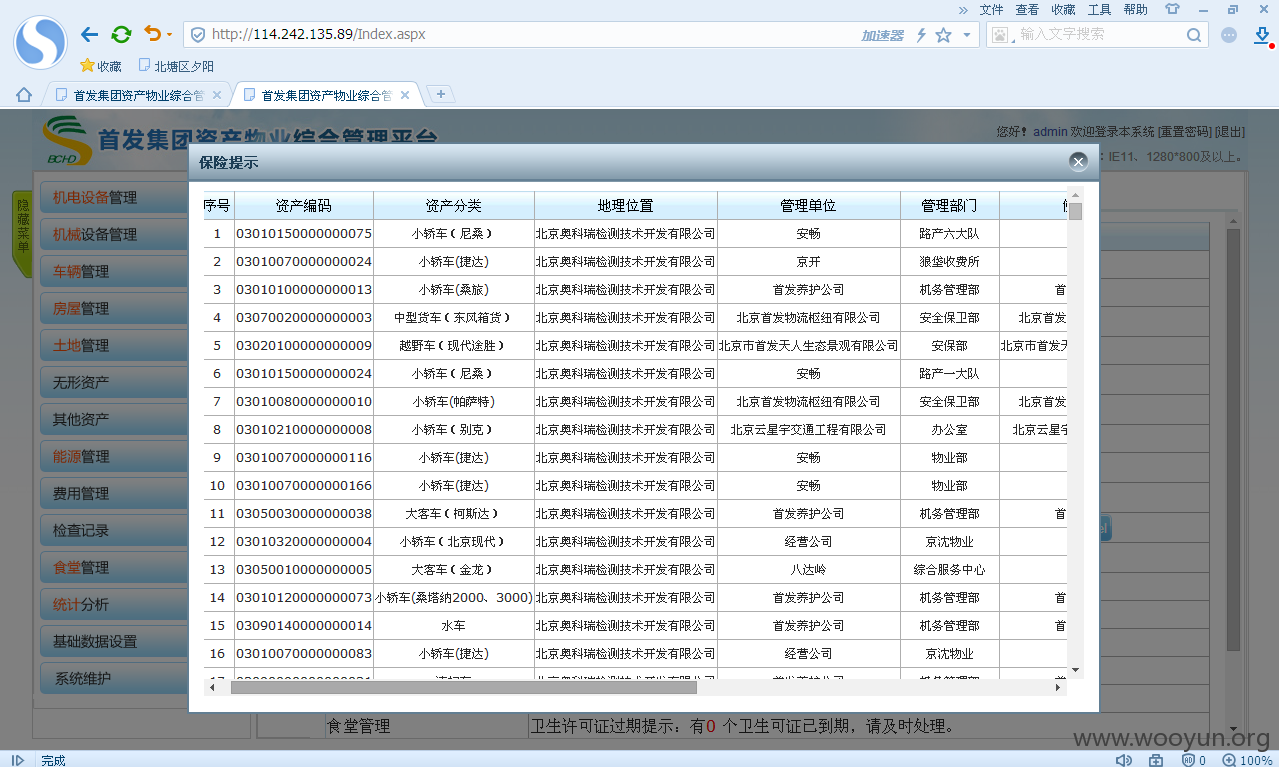 » 文件 查看 收藏 工具 帮助
http://114.242.135.89/Index.aspx 加速器 输入文字搜索
收藏 北塘区夕阳
首发集团资产物业综合管 × 首发集团资产物业综合管 × +
首发集团资产物业综合管理平台
BCHD
您好！admin 欢迎登录本系统 [重置密码] [退出]
：IE11、1280*800及以上。
隐藏菜单
机电设备管理
机械设备管理
车辆管理
房屋管理
土地管理
无形资产
其他资产
能源管理
费用管理
检查记录
食堂管理
统计分析
基础数据设置
系统维护
保险提示
序号 资产编码 资产分类 地理位置 管理单位 管理部门
1 03010150000000075 小轿车（尼桑） 北京奥科瑞检测技术开发有限公司 安畅 路产六大队
2 03010070000000024 小轿车(捷达) 北京奥科瑞检测技术开发有限公司 京开 狼垡收费所
3 03010100000000013 小轿车(桑旅) 北京奥科瑞检测技术开发有限公司 首发养护公司 机务管理部 首
4 03070020000000003 中型货车（东风箱货） 北京奥科瑞检测技术开发有限公司 北京首发物流枢纽有限公司 安全保卫部 北京首发
5 03020100000000009 越野车（现代途胜） 北京奥科瑞检测技术开发有限公司 北京市首发天人生态景观有限公司 安保部 北京市首发天
6 03010150000000024 小轿车（尼桑） 北京奥科瑞检测技术开发有限公司 安畅 路产一大队
7 03010080000000010 小轿车(帕萨特) 北京奥科瑞检测技术开发有限公司 北京首发物流枢纽有限公司 安全保卫部 北京首发
8 03010210000000008 小轿车（别克） 北京奥科瑞检测技术开发有限公司 北京云星宇交通工程有限公司 办公室 北京云星宇
9 03010070000000116 小轿车(捷达) 北京奥科瑞检测技术开发有限公司 安畅 物业部
10 03010070000000166 小轿车(捷达) 北京奥科瑞检测技术开发有限公司 安畅 物业部
11 03050030000000038 大客车（柯斯达） 北京奥科瑞检测技术开发有限公司 首发养护公司 机务管理部 首
12 03010320000000004 小轿车（北京现代） 北京奥科瑞检测技术开发有限公司 经营公司 京沈物业
13 03050010000000005 大客车（金龙） 北京奥科瑞检测技术开发有限公司 八达岭 综合服务中心
14 03010120000000073 小轿车(桑塔纳2000、3000) 北京奥科瑞检测技术开发有限公司 首发养护公司 机务管理部 首
15 03090140000000014 水车 北京奥科瑞检测技术开发有限公司 首发养护公司 机务管理部 首
16 03010070000000083 小轿车(捷达) 北京奥科瑞检测技术开发有限公司 经营公司 京沈物业
食堂管理 卫生许可证过期提示：有0 个卫生可证已到期，请及时处理。
www.wooyun.org
完成 0 100%